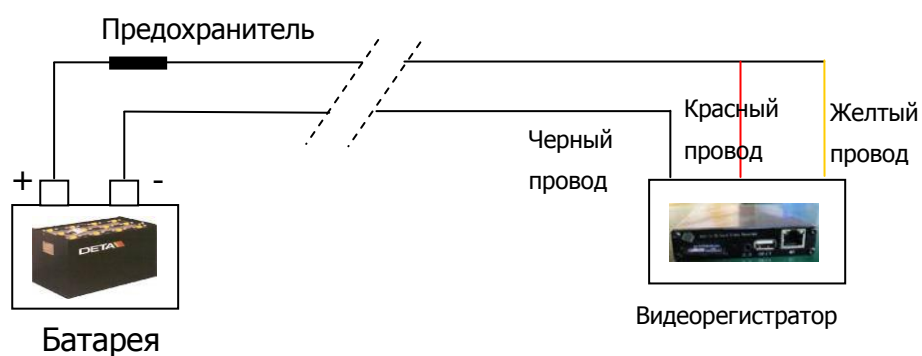 Предохранитель
Черный
провод
Красный
провод
Желтый
провод
+ -
DETA
Видеорегистратор
Батарея